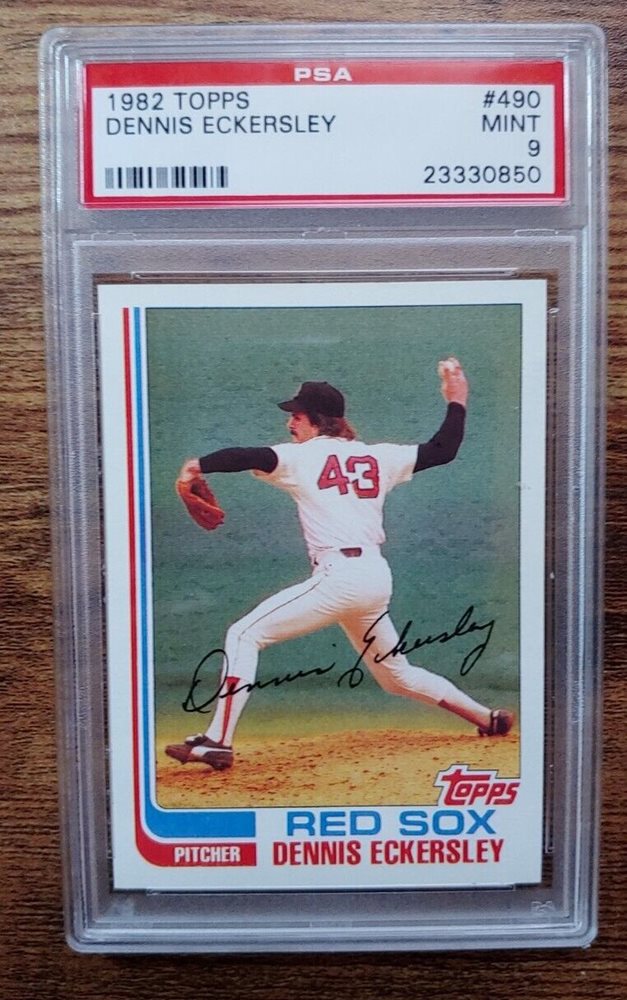 PSA
1982 TOPPS #490
DENNIS ECKERSLEY MINT
9
23330850
43
Dennis Eckersley
TOPPS
RED SOX
PITCHER DENNIS ECKERSLEY